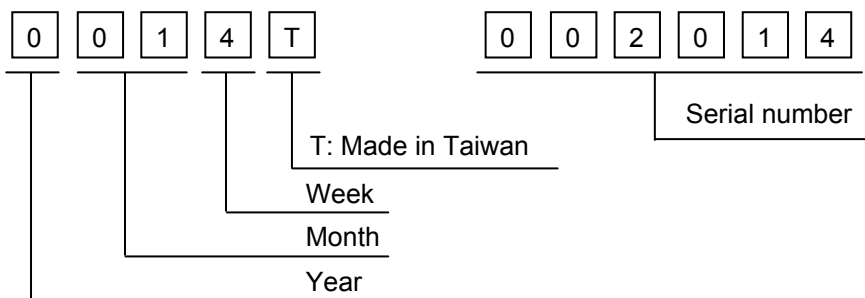 0 0 1 4 T 0 0 2 0 1 4
Serial number
T: Made in Taiwan
Week
Month
Year